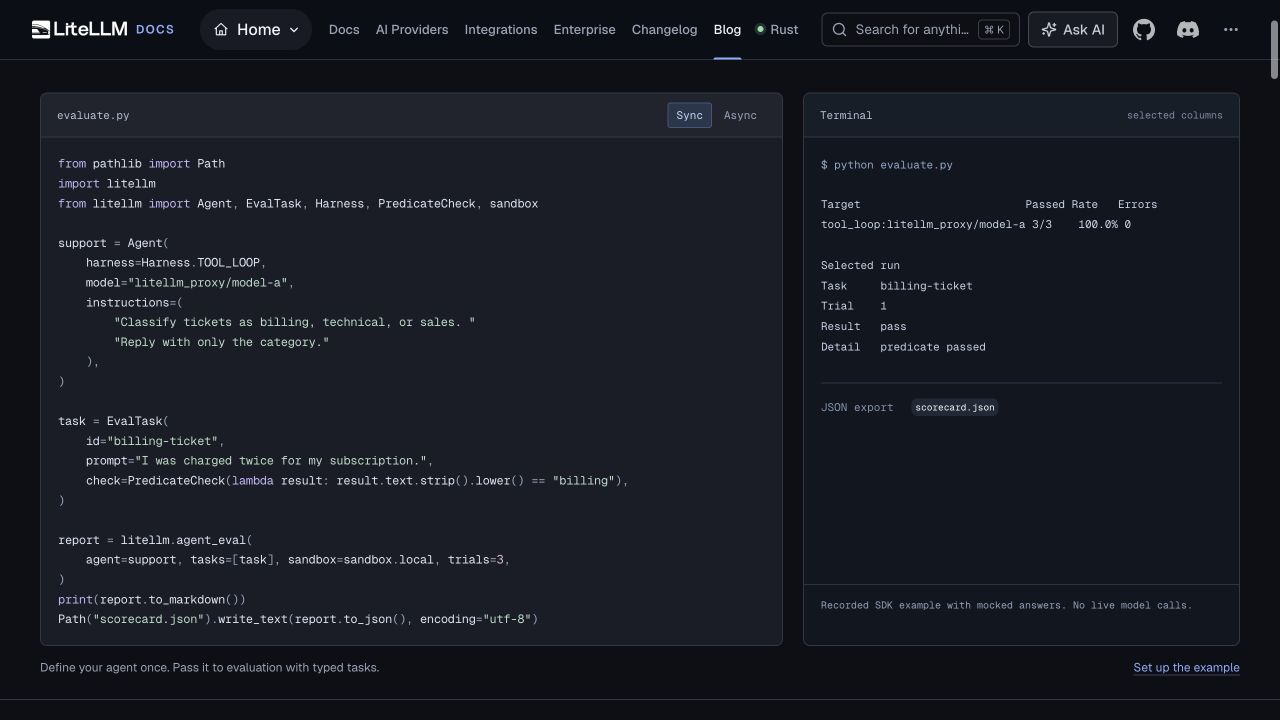 LiteLLM DOCS Home Docs AI Providers Integrations Enterprise Changelog Blog Rust Search for anythi... ⌘ K Ask AI
evaluate.py Sync Async
from pathlib import Path
import litellm
from litellm import Agent, EvalTask, Harness, PredicateCheck, sandbox
support = Agent(
    harness=Harness.TOOL_LOOP,
    model="litellm_proxy/model-a",
    instructions=(
        "Classify tickets as billing, technical, or sales. "
        "Reply with only the category."
    ),
)
task = EvalTask(
    id="billing-ticket",
    prompt="I was charged twice for my subscription.",
    check=PredicateCheck(lambda result: result.text.strip().lower() == "billing"),
)
report = litellm.agent_eval(
    agent=support, tasks=[task], sandbox=sandbox.local, trials=3,
)
print(report.to_markdown())
Path("scorecard.json").write_text(report.to_json(), encoding="utf-8")
Terminal selected columns
$ python evaluate.py
Target Passed Rate Errors
tool_loop:litellm_proxy/model-a 3/3 100.0% 0
Selected run
Task billing-ticket
Trial 1
Result pass
Detail predicate passed
JSON export scorecard.json
Recorded SDK example with mocked answers. No live model calls.
Define your agent once. Pass it to evaluation with typed tasks.
Set up the example